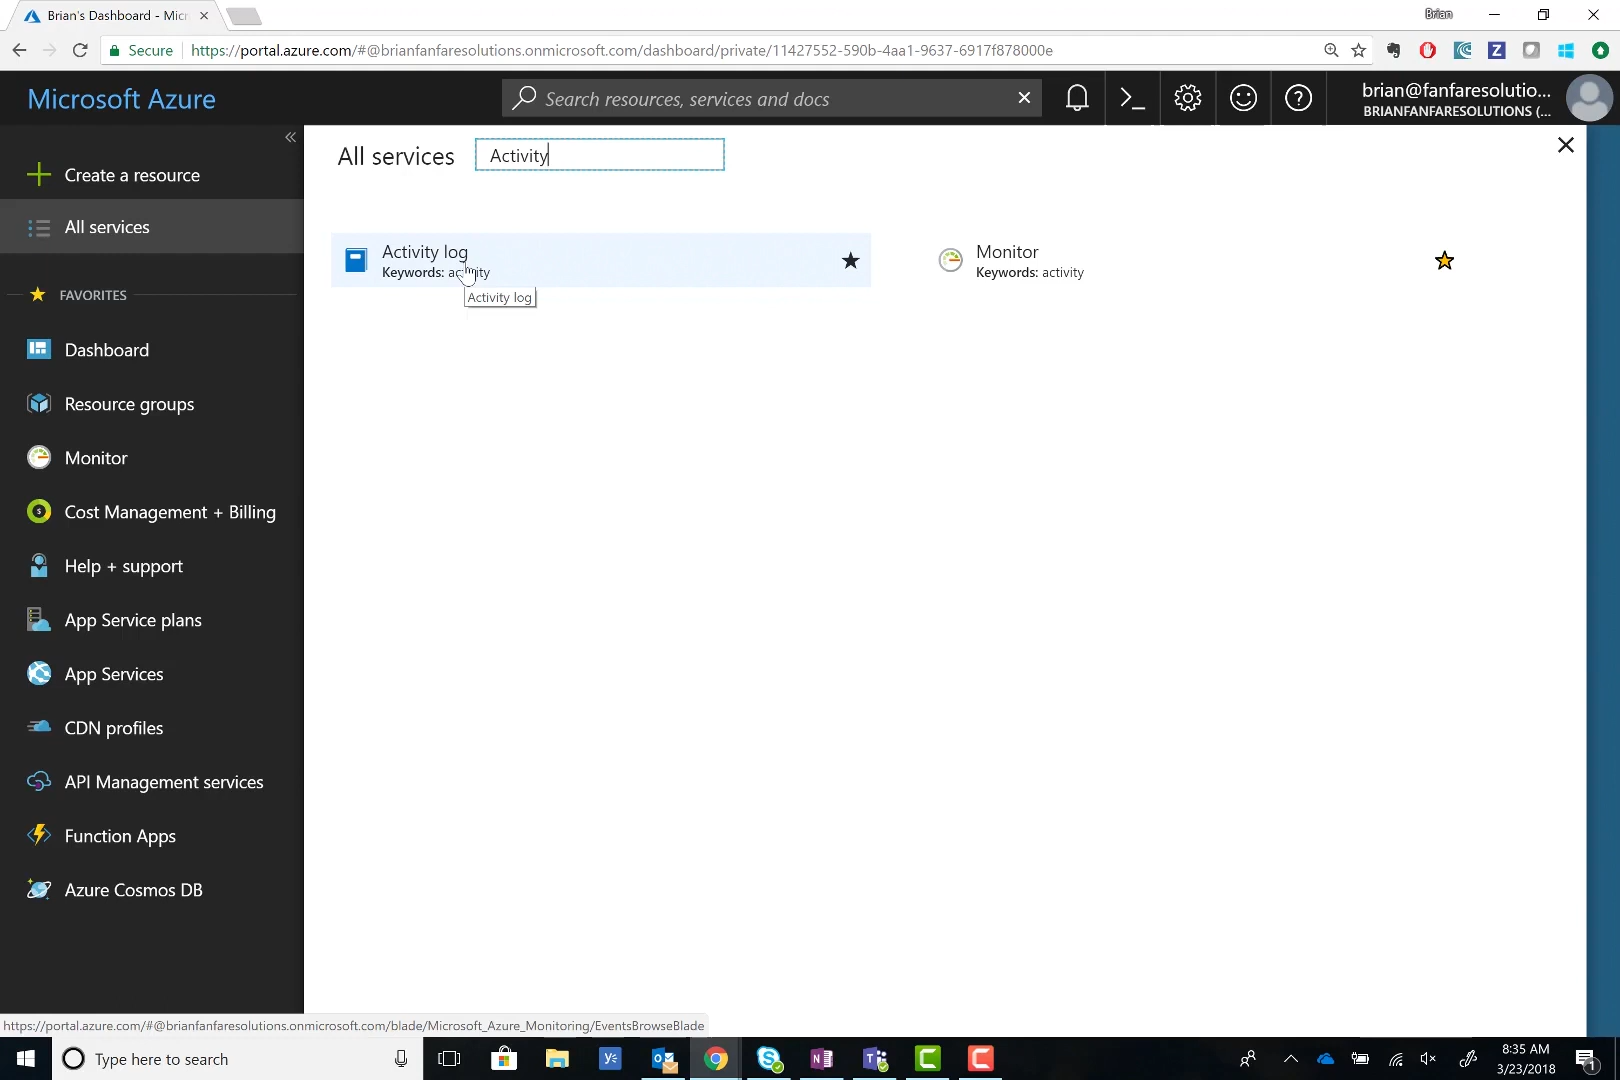 Brian's Dashboard - Micr
Brian
Secure
https://portal.azure.com/#@brianfanfaresolutions.onmicrosoft.com/dashboard/private/11427552-590b-4aa1-9637-6917f878000e
Microsoft Azure
Search resources, services and docs
brian@fanfaresolutio...
BRIANFANFARESOLUTIONS (...
Create a resource
All services
FAVORITES
Dashboard
Resource groups
Monitor
Cost Management + Billing
Help + support
App Service plans
App Services
CDN profiles
API Management services
Function Apps
Azure Cosmos DB
All services
Activity
Activity log
Keywords: activity
Activity log
Monitor
Keywords: activity
https://portal.azure.com/#@brianfanfaresolutions.onmicrosoft.com/blade/Microsoft_Azure_Monitoring/EventsBrowseBlade
Type here to search
8:35 AM
3/23/2018
1